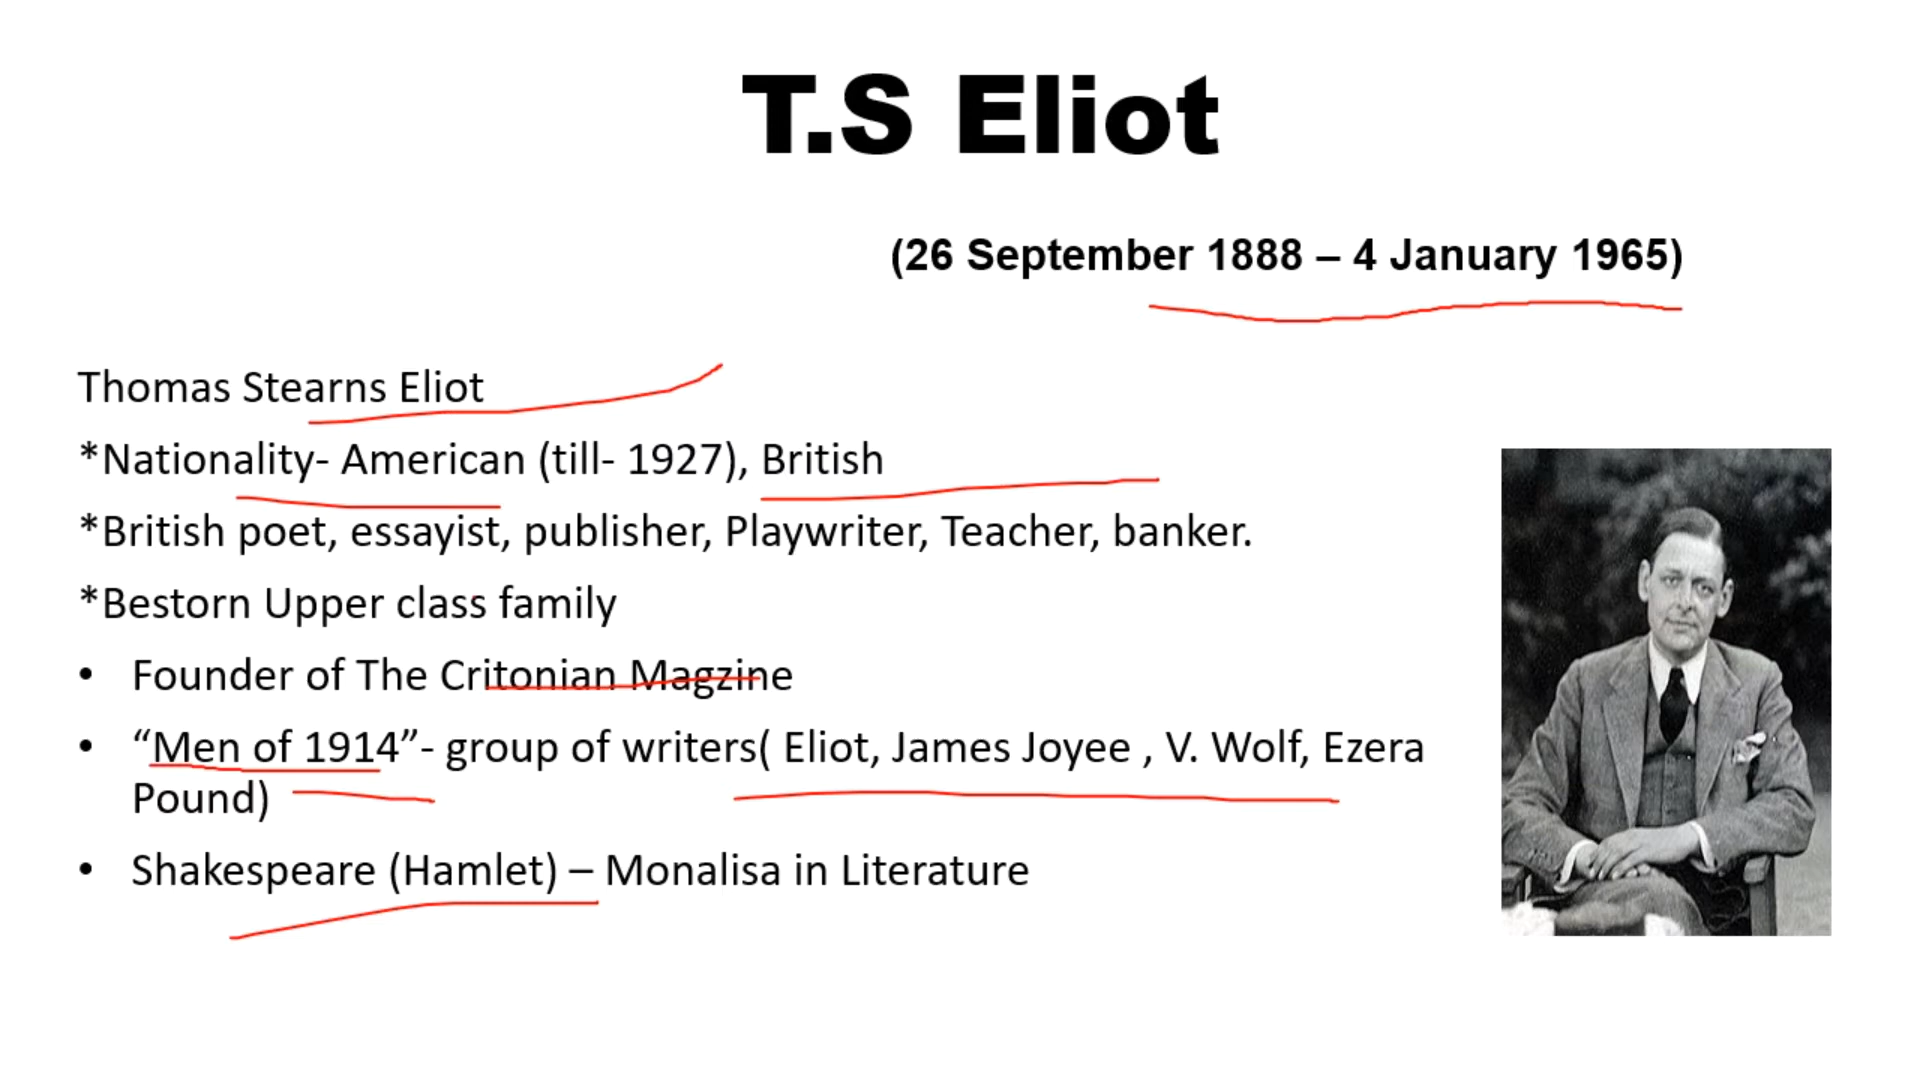 T.S Eliot
(26 September 1888 – 4 January 1965)
Thomas Stearns Eliot
*Nationality- American (till- 1927), British
*British poet, essayist, publisher, Playwriter, Teacher, banker.
*Bestorn Upper class family
• Founder of The Critonian Magzine
• “Men of 1914”- group of writers( Eliot, James Joyee , V. Wolf, Ezera
Pound)
• Shakespeare (Hamlet) – Monalisa in Literature